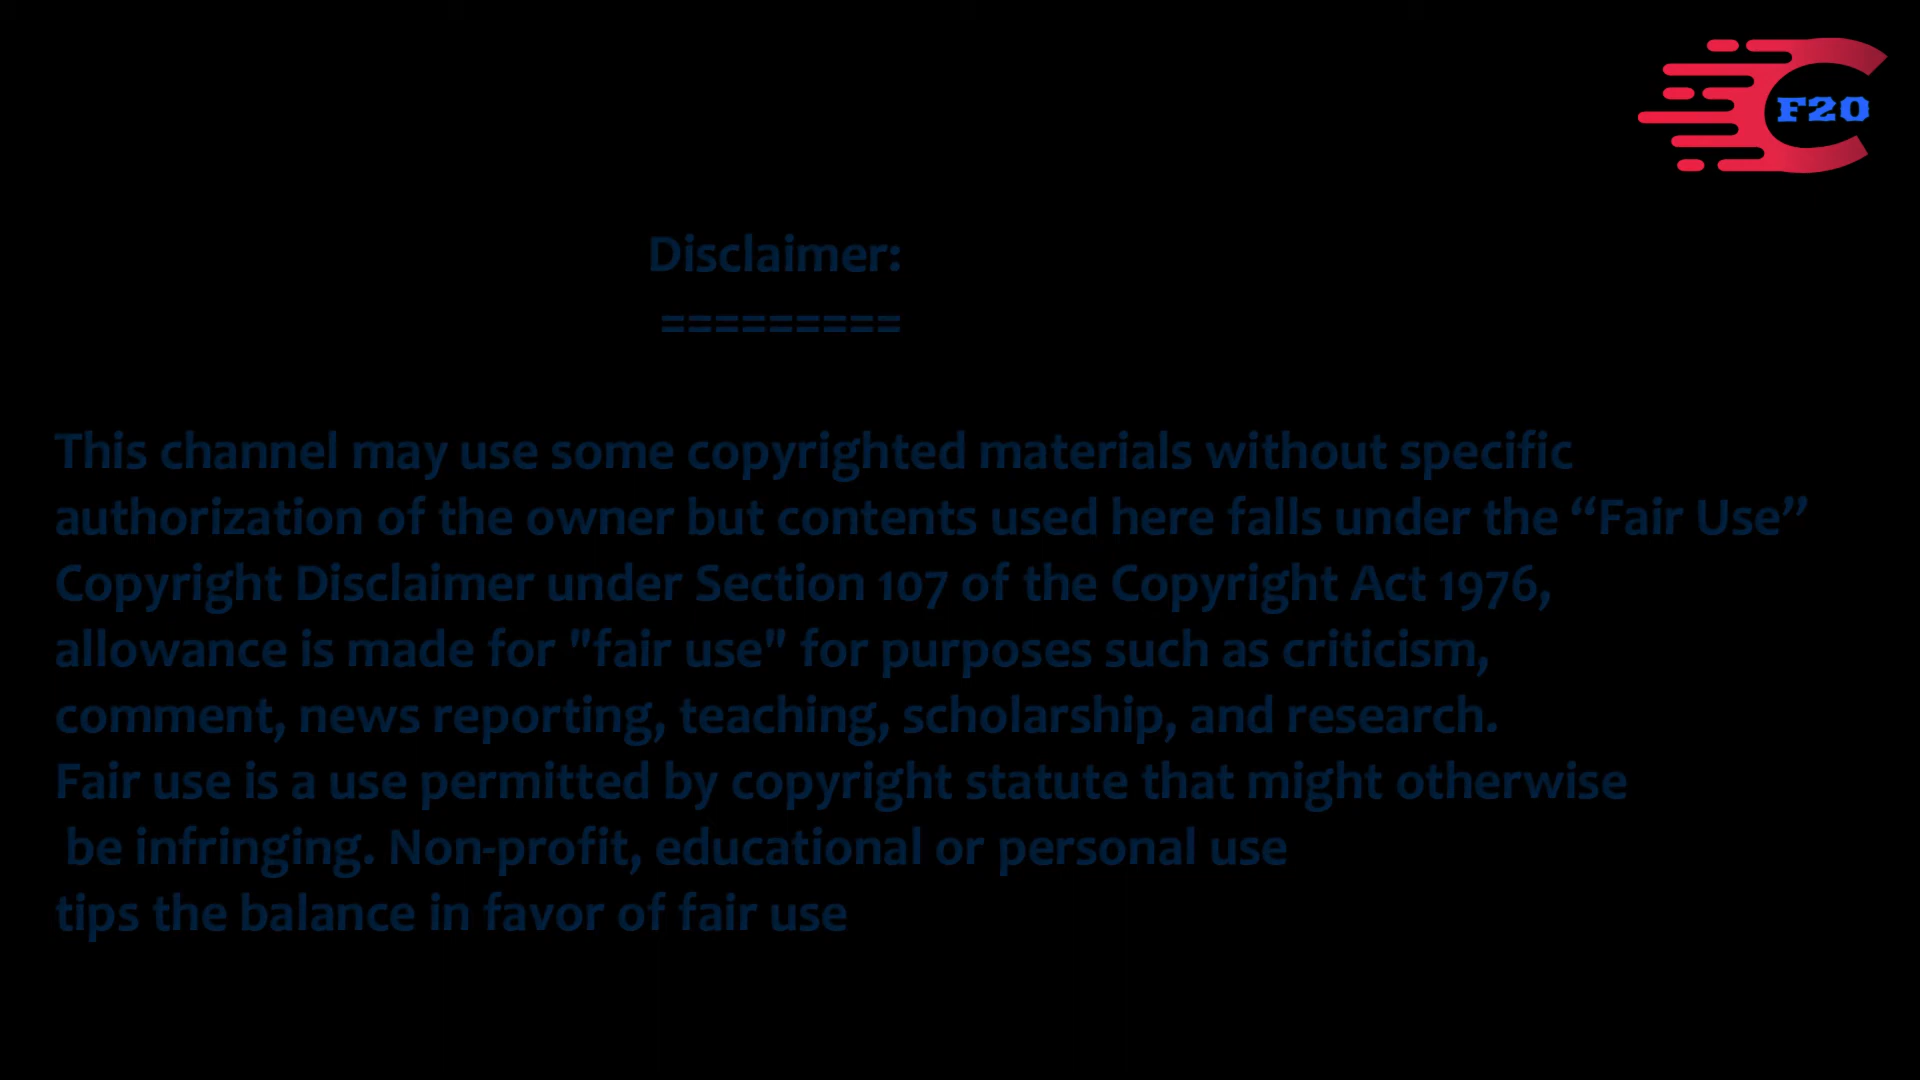 F20
Disclaimer:
=========
This channel may use some copyrighted materials without specific
authorization of the owner but contents used here falls under the “Fair Use”
Copyright Disclaimer under Section 107 of the Copyright Act 1976,
allowance is made for "fair use" for purposes such as criticism,
comment, news reporting, teaching, scholarship, and research.
Fair use is a use permitted by copyright statute that might otherwise
be infringing. Non-profit, educational or personal use
tips the balance in favor of fair use